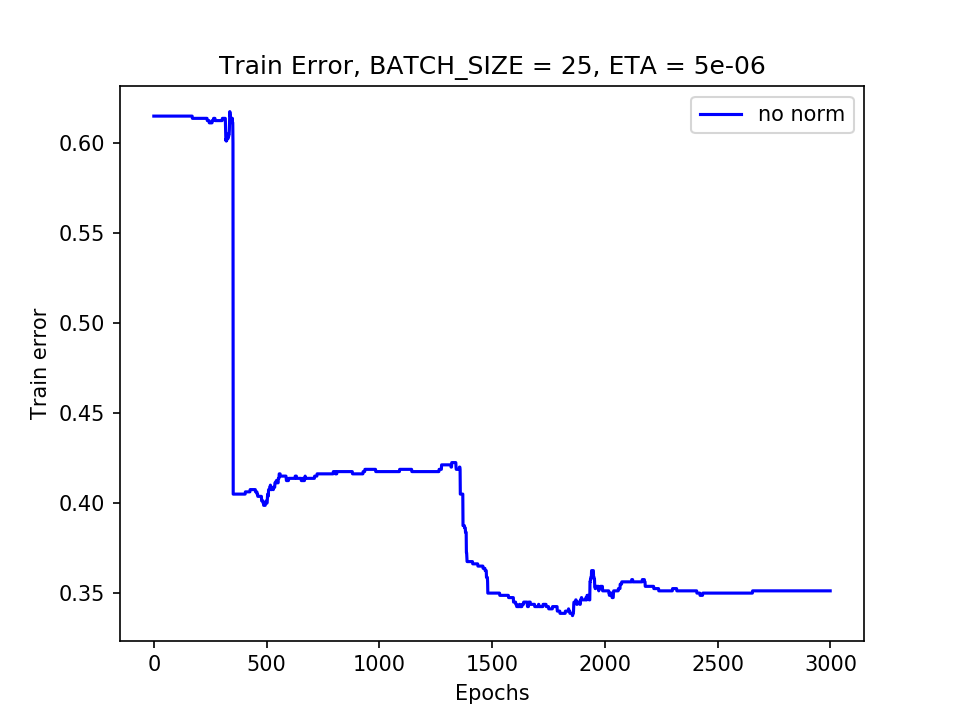 Train Error, BATCH_SIZE = 25, ETA = 5e-06
no norm
Train error
0.60
0.55
0.50
0.45
0.40
0.35
0 500 1000 1500 2000 2500 3000
Epochs